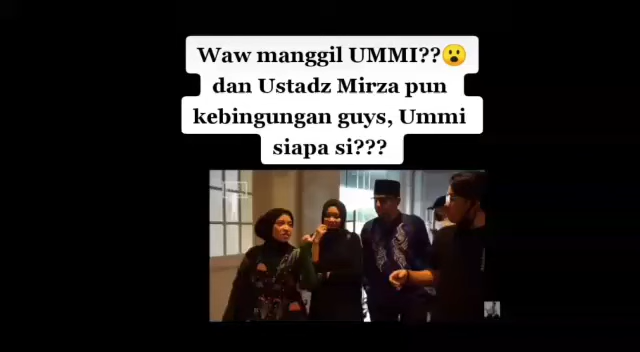 Waw manggil UMMI??😮
dan Ustadz Mirza pun
kebingungan guys, Ummi
siapa si???